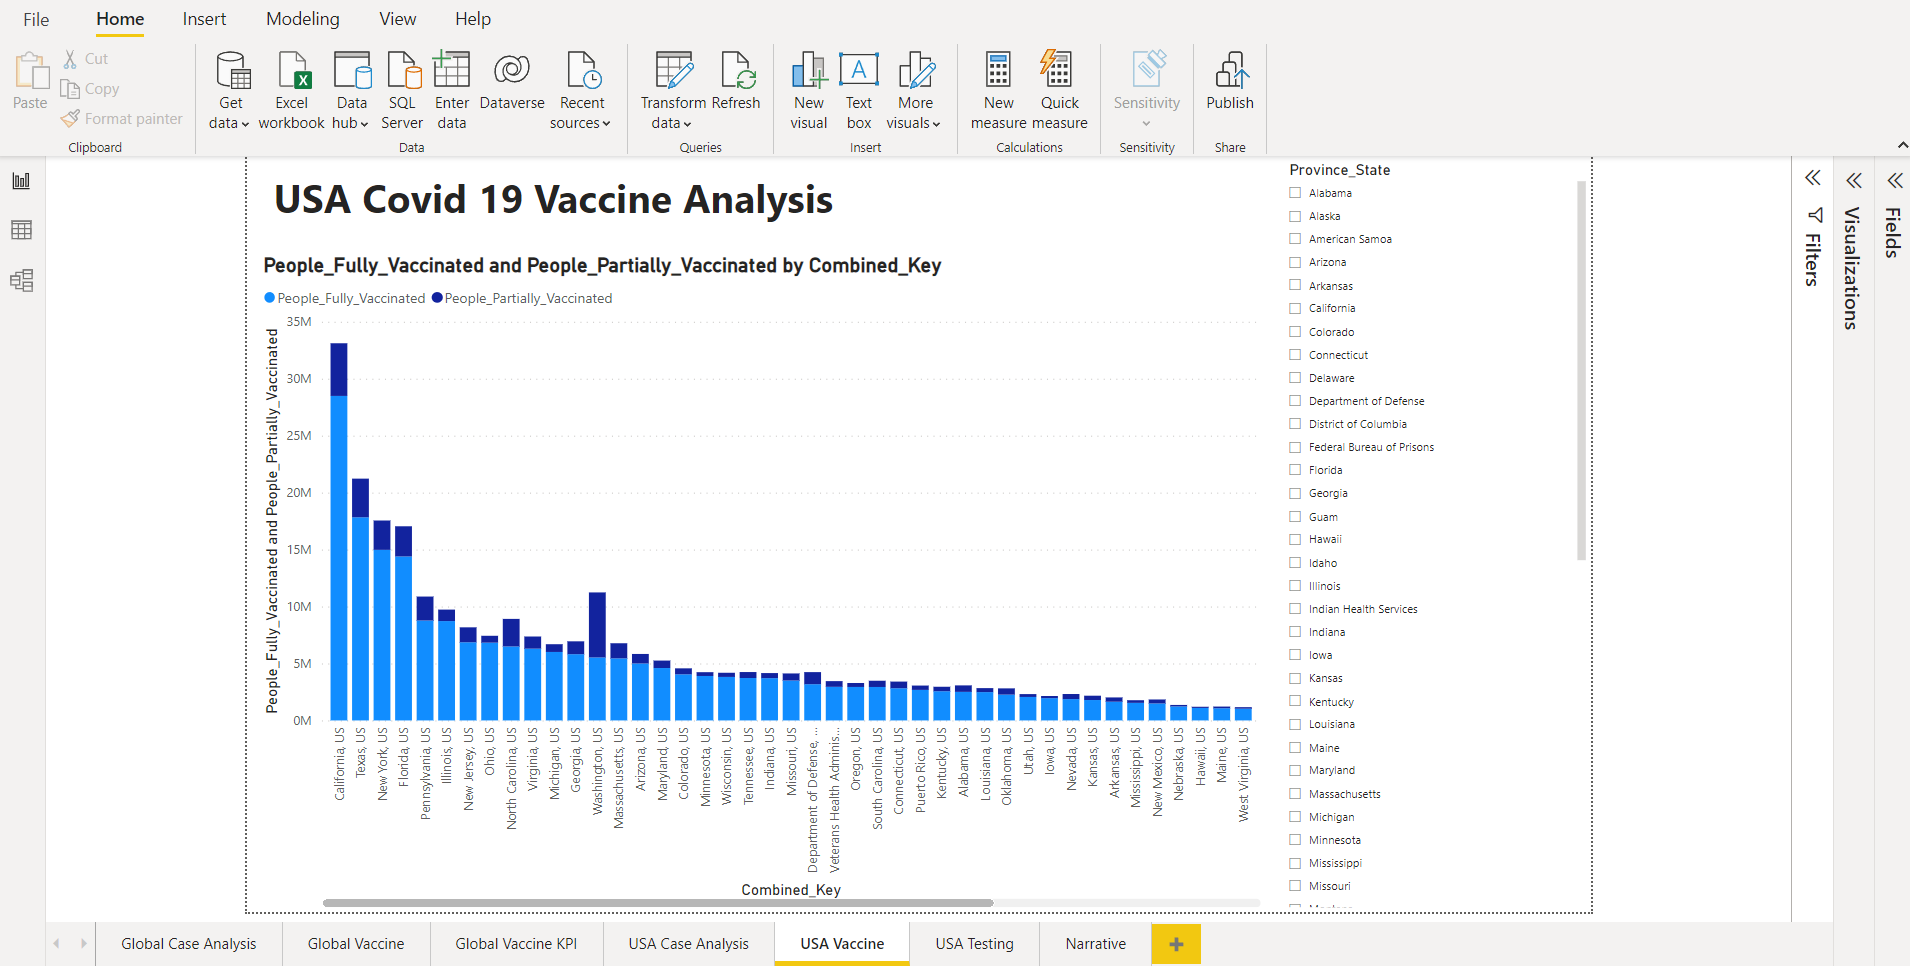 File Home Insert Modeling View Help
Paste
Cut
Copy
Format painter
Clipboard
Get data
Excel workbook
Data hub
SQL Server
Enter data
Dataverse
Recent sources
Data
Transform data
Refresh
Queries
New visual
Text box
More visuals
Insert
New measure
Quick measure
Calculations
Sensitivity
Sensitivity
Publish
Share
USA Covid 19 Vaccine Analysis
People_Fully_Vaccinated and People_Partially_Vaccinated by Combined_Key
People_Fully_Vaccinated People_Partially_Vaccinated
People_Fully_Vaccinated and People_Partially_Vaccinated
35M
30M
25M
20M
15M
10M
5M
0M
California, US
Texas, US
New York, US
Florida, US
Pennsylvania, US
Illinois, US
New Jersey, US
Ohio, US
North Carolina, US
Virginia, US
Michigan, US
Georgia, US
Washington, US
Massachusetts, US
Arizona, US
Maryland, US
Colorado, US
Minnesota, US
Wisconsin, US
Tennessee, US
Indiana, US
Missouri, US
Department of Defense, ...
Veterans Health Adminis...
Oregon, US
South Carolina, US
Connecticut, US
Puerto Rico, US
Kentucky, US
Alabama, US
Louisiana, US
Oklahoma, US
Utah, US
Iowa, US
Nevada, US
Kansas, US
Arkansas, US
Mississippi, US
New Mexico, US
Nebraska, US
Hawaii, US
Maine, US
West Virginia, US
Combined_Key
Province_State
Alabama
Alaska
American Samoa
Arizona
Arkansas
California
Colorado
Connecticut
Delaware
Department of Defense
District of Columbia
Federal Bureau of Prisons
Florida
Georgia
Guam
Hawaii
Idaho
Illinois
Indian Health Services
Indiana
Iowa
Kansas
Kentucky
Louisiana
Maine
Maryland
Massachusetts
Michigan
Minnesota
Mississippi
Missouri
Filters
Visualizations
Fields
Global Case Analysis Global Vaccine Global Vaccine KPI USA Case Analysis USA Vaccine USA Testing Narrative